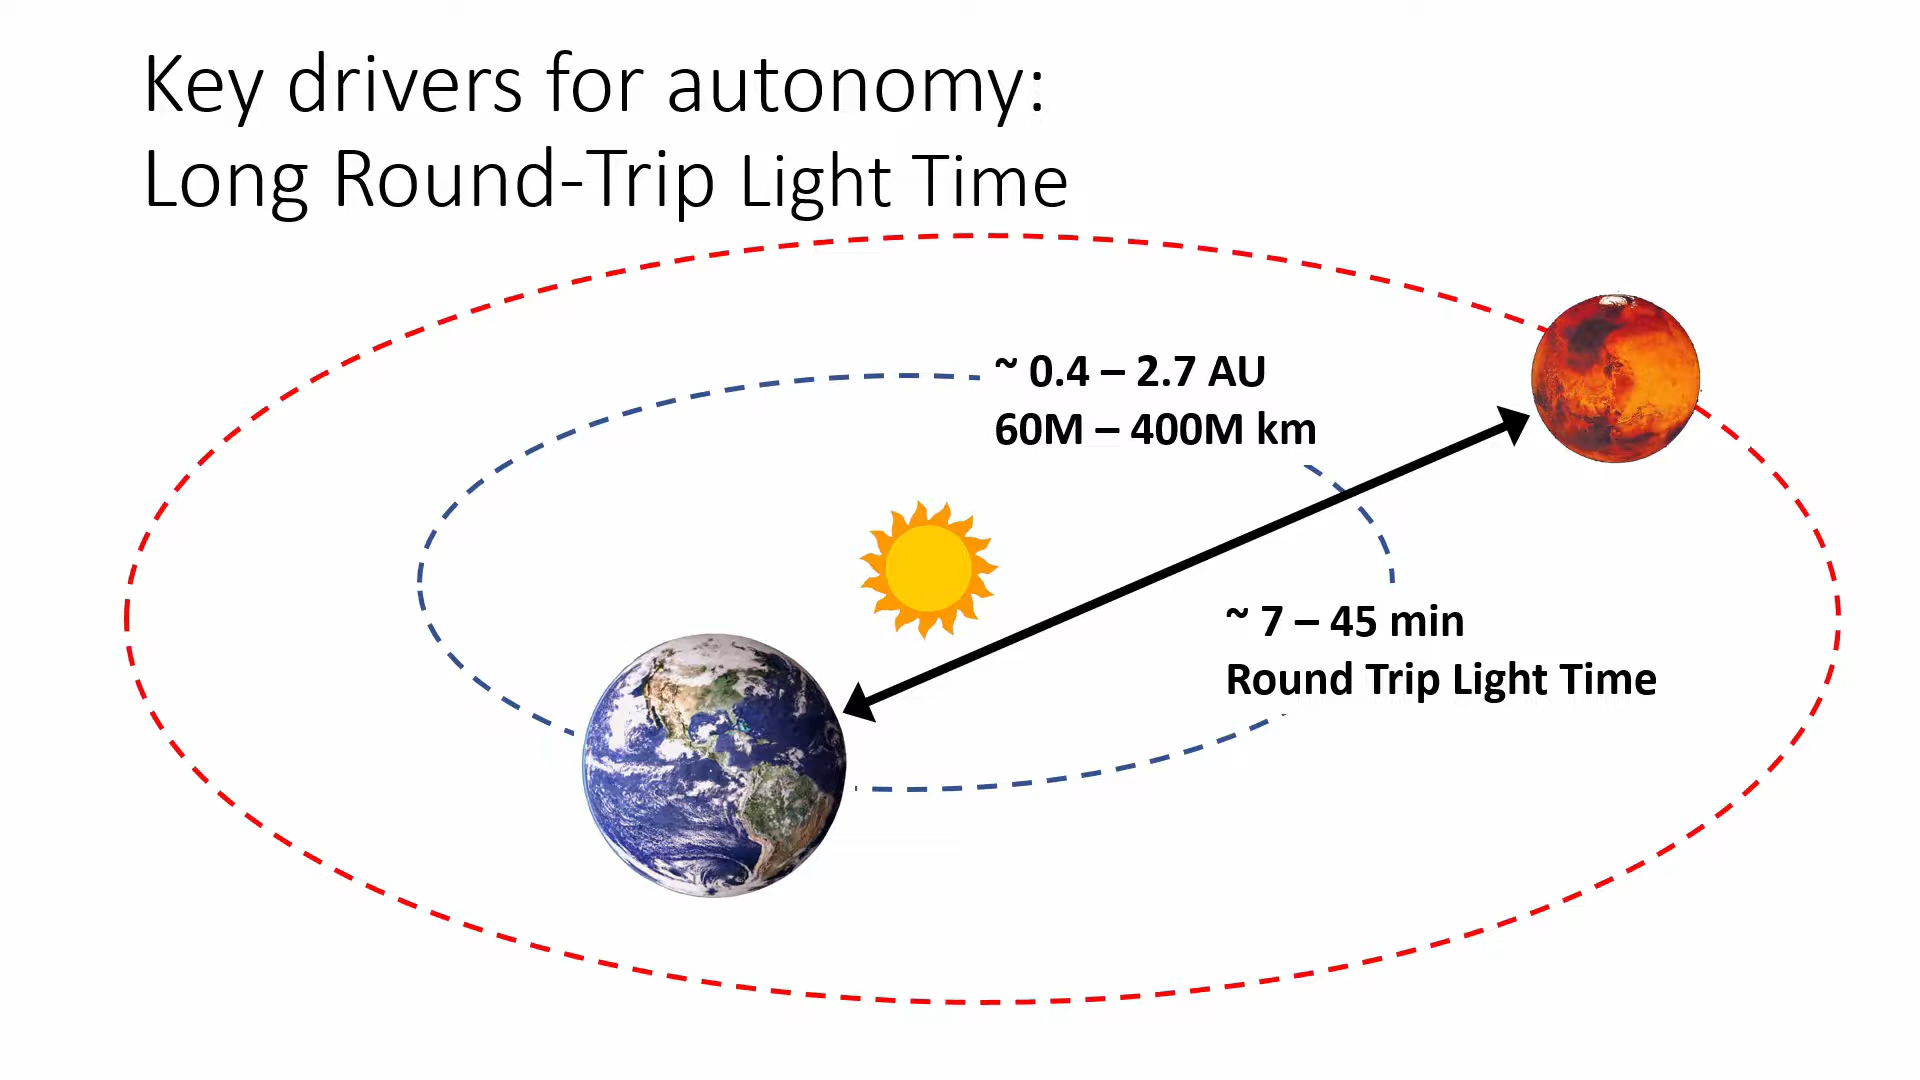 Key drivers for autonomy:
Long Round-Trip Light Time
~ 0.4 – 2.7 AU
60M – 400M km
~ 7 – 45 min
Round Trip Light Time